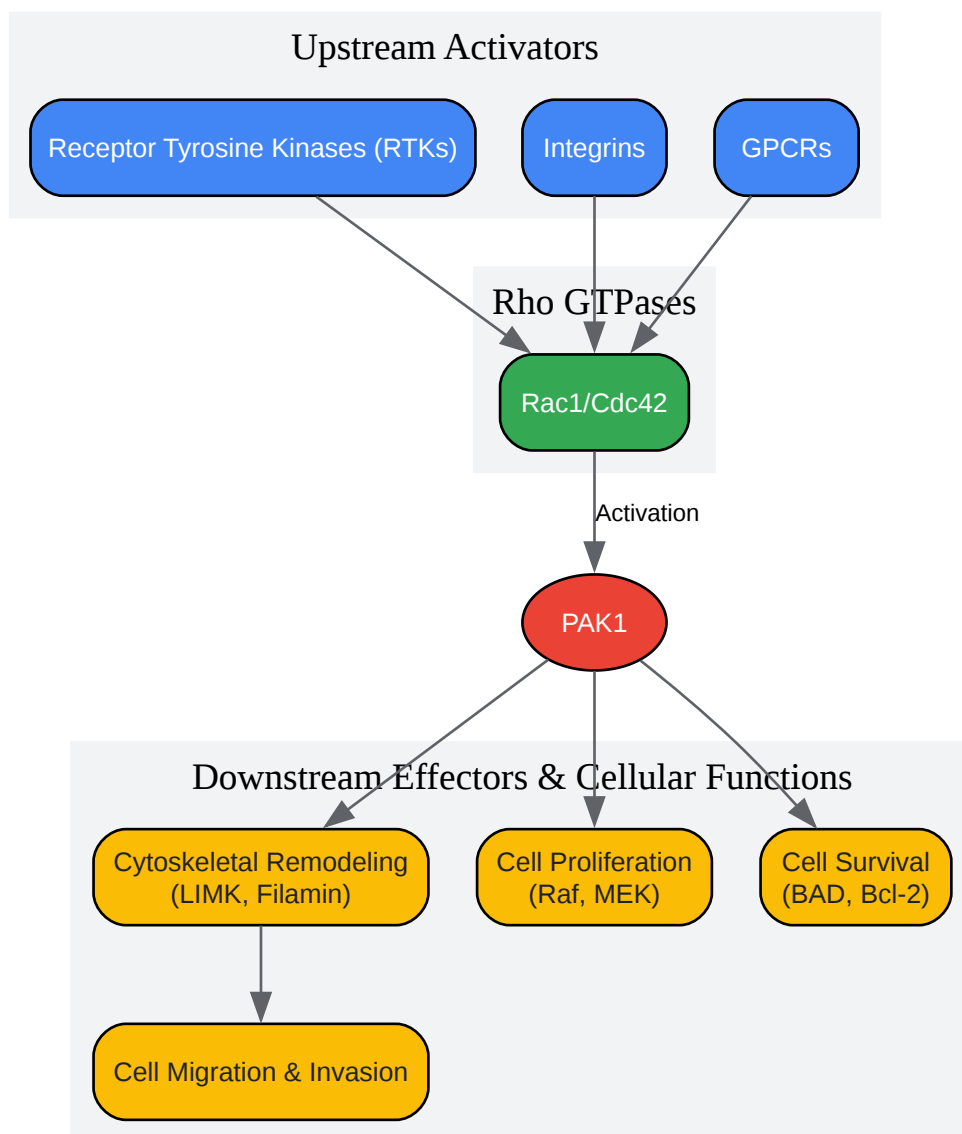 Upstream Activators
Receptor Tyrosine Kinases (RTKs)
Integrins
GPCRs
Rho GTPases
Rac1/Cdc42
Activation
PAK1
Downstream Effectors & Cellular Functions
Cytoskeletal Remodeling
(LIMK, Filamin)
Cell Proliferation
(Raf, MEK)
Cell Survival
(BAD, Bcl-2)
Cell Migration & Invasion